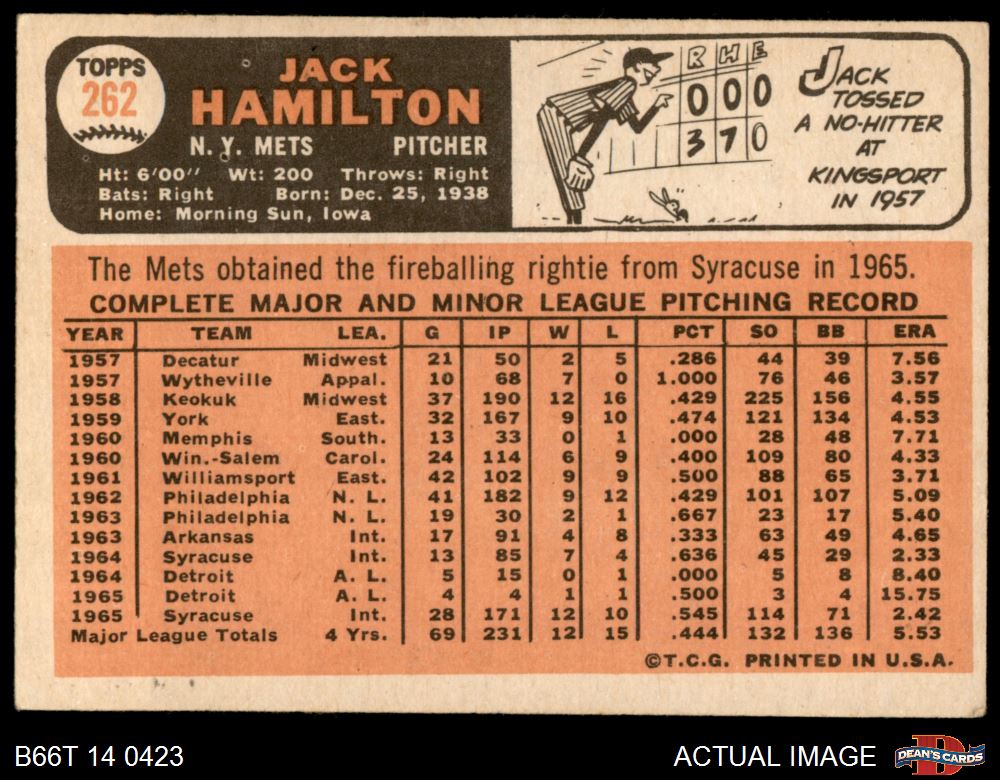 TOPPS
262
JACK
HAMILTON
N. Y. METS PITCHER
Ht: 6'00" Wt: 200 Throws: Right
Bats: Right Born: Dec. 25, 1938
Home: Morning Sun, Iowa
R H E
0 0 0
3 7 0
JACK
TOSSED
A NO-HITTER
AT
KINGSPORT
IN 1957
The Mets obtained the fireballing rightie from Syracuse in 1965.
COMPLETE MAJOR AND MINOR LEAGUE PITCHING RECORD
YEAR TEAM LEA. G IP W L PCT SO BB ERA
1957 Decatur Midwest 21 50 2 5 .286 44 39 7.56
1957 Wytheville Appal. 10 68 7 0 1.000 76 46 3.57
1958 Keokuk Midwest 37 190 12 16 .429 225 156 4.55
1959 York East. 32 167 9 10 .474 121 134 4.53
1960 Memphis South. 13 33 0 1 .000 28 48 7.71
1960 Win.-Salem Carol. 24 114 6 9 .400 109 80 4.33
1961 Williamsport East. 42 102 9 9 .500 88 65 3.71
1962 Philadelphia N. L. 41 182 9 12 .429 101 107 5.09
1963 Philadelphia N. L. 19 30 2 1 .667 23 17 5.40
1963 Arkansas Int. 17 91 4 8 .333 63 49 4.65
1964 Syracuse Int. 13 85 7 4 .636 45 29 2.33
1964 Detroit A. L. 5 15 0 1 .000 5 8 8.40
1965 Detroit A. L. 4 4 1 1 .500 3 4 15.75
1965 Syracuse Int. 28 171 12 10 .545 114 71 2.42
Major League Totals 4 Yrs. 69 231 12 15 .444 132 136 5.53
©T.C.G. PRINTED IN U.S.A.
B66T 14 0423 ACTUAL IMAGE DEAN'S CARDS